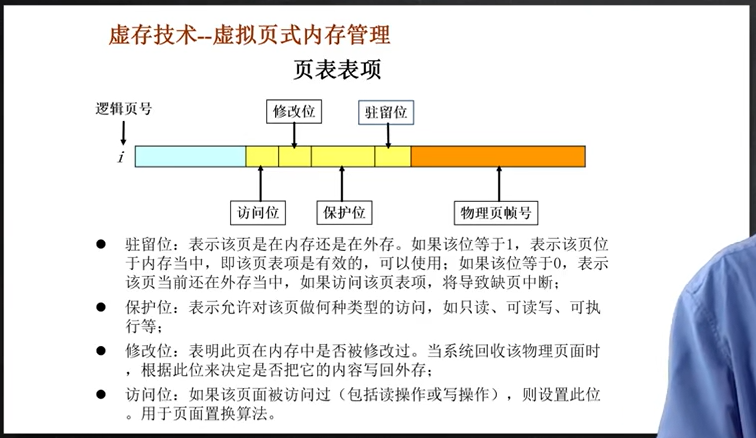 虚存技术--虚拟页式内存管理
页表表项
逻辑页号
修改位
驻留位
i
访问位
保护位
物理页帧号
● 驻留位：表示该页是在内存还是在外存。如果该位等于1，表示该页位
于内存当中，即该页表项是有效的，可以使用；如果该位等于0，表示
该页当前还在外存当中，如果访问该页表项，将导致缺页中断；
● 保护位：表示允许对该页做何种类型的访问，如只读、可读写、可执
行等；
● 修改位：表明此页在内存中是否被修改过。当系统回收该物理页面时
，根据此位来决定是否把它的内容写回外存；
● 访问位：如果该页面被访问过（包括读操作或写操作），则设置此位
。用于页面置换算法。